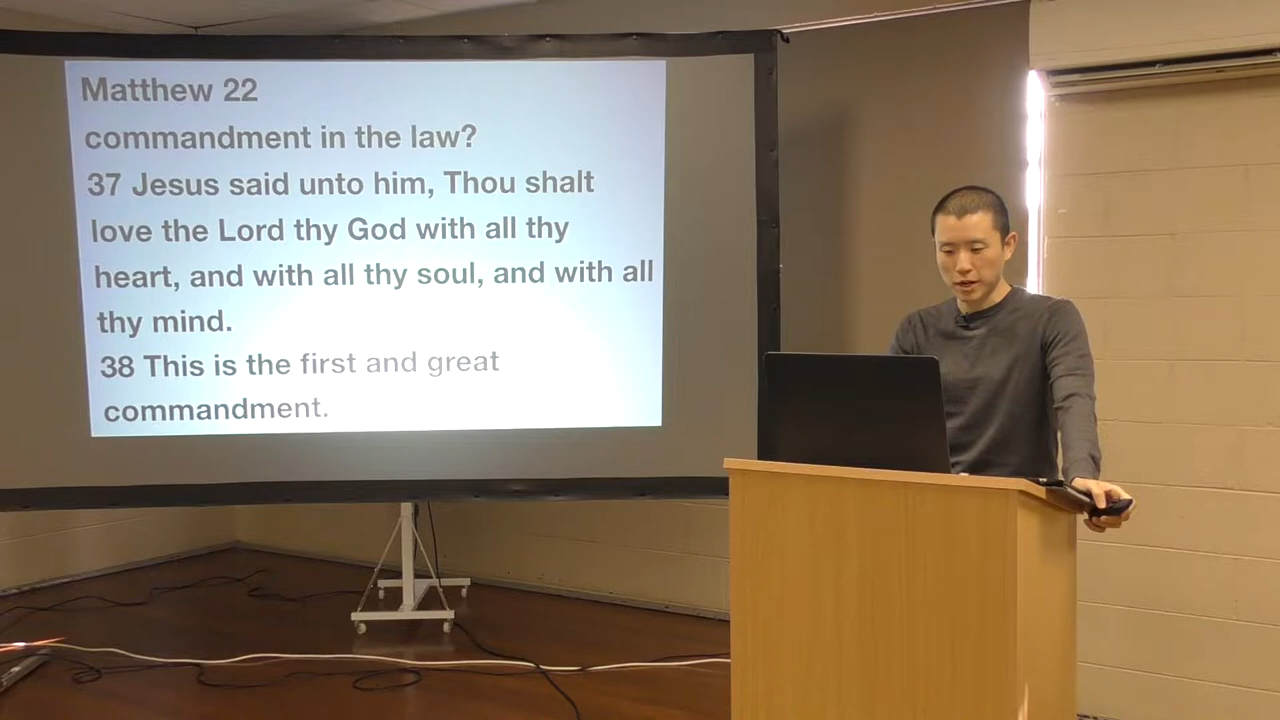 Matthew 22
commandment in the law?
37 Jesus said unto him, Thou shalt
love the Lord thy God with all thy
heart, and with all thy soul, and with all
thy mind.
38 This is the first and great
commandment.